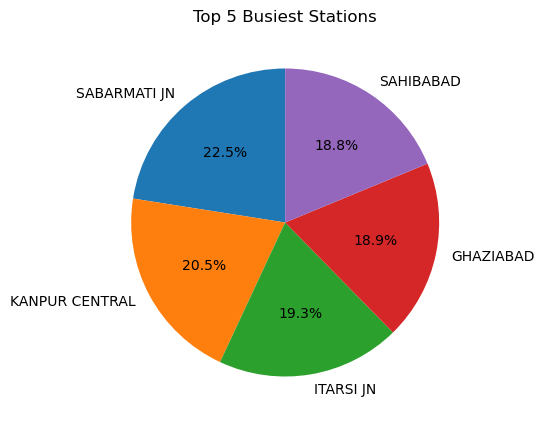 Top 5 Busiest Stations
SABARMATI JN
22.5%
KANPUR CENTRAL
20.5%
ITARSI JN
19.3%
GHAZIABAD
18.9%
SAHIBABAD
18.8%